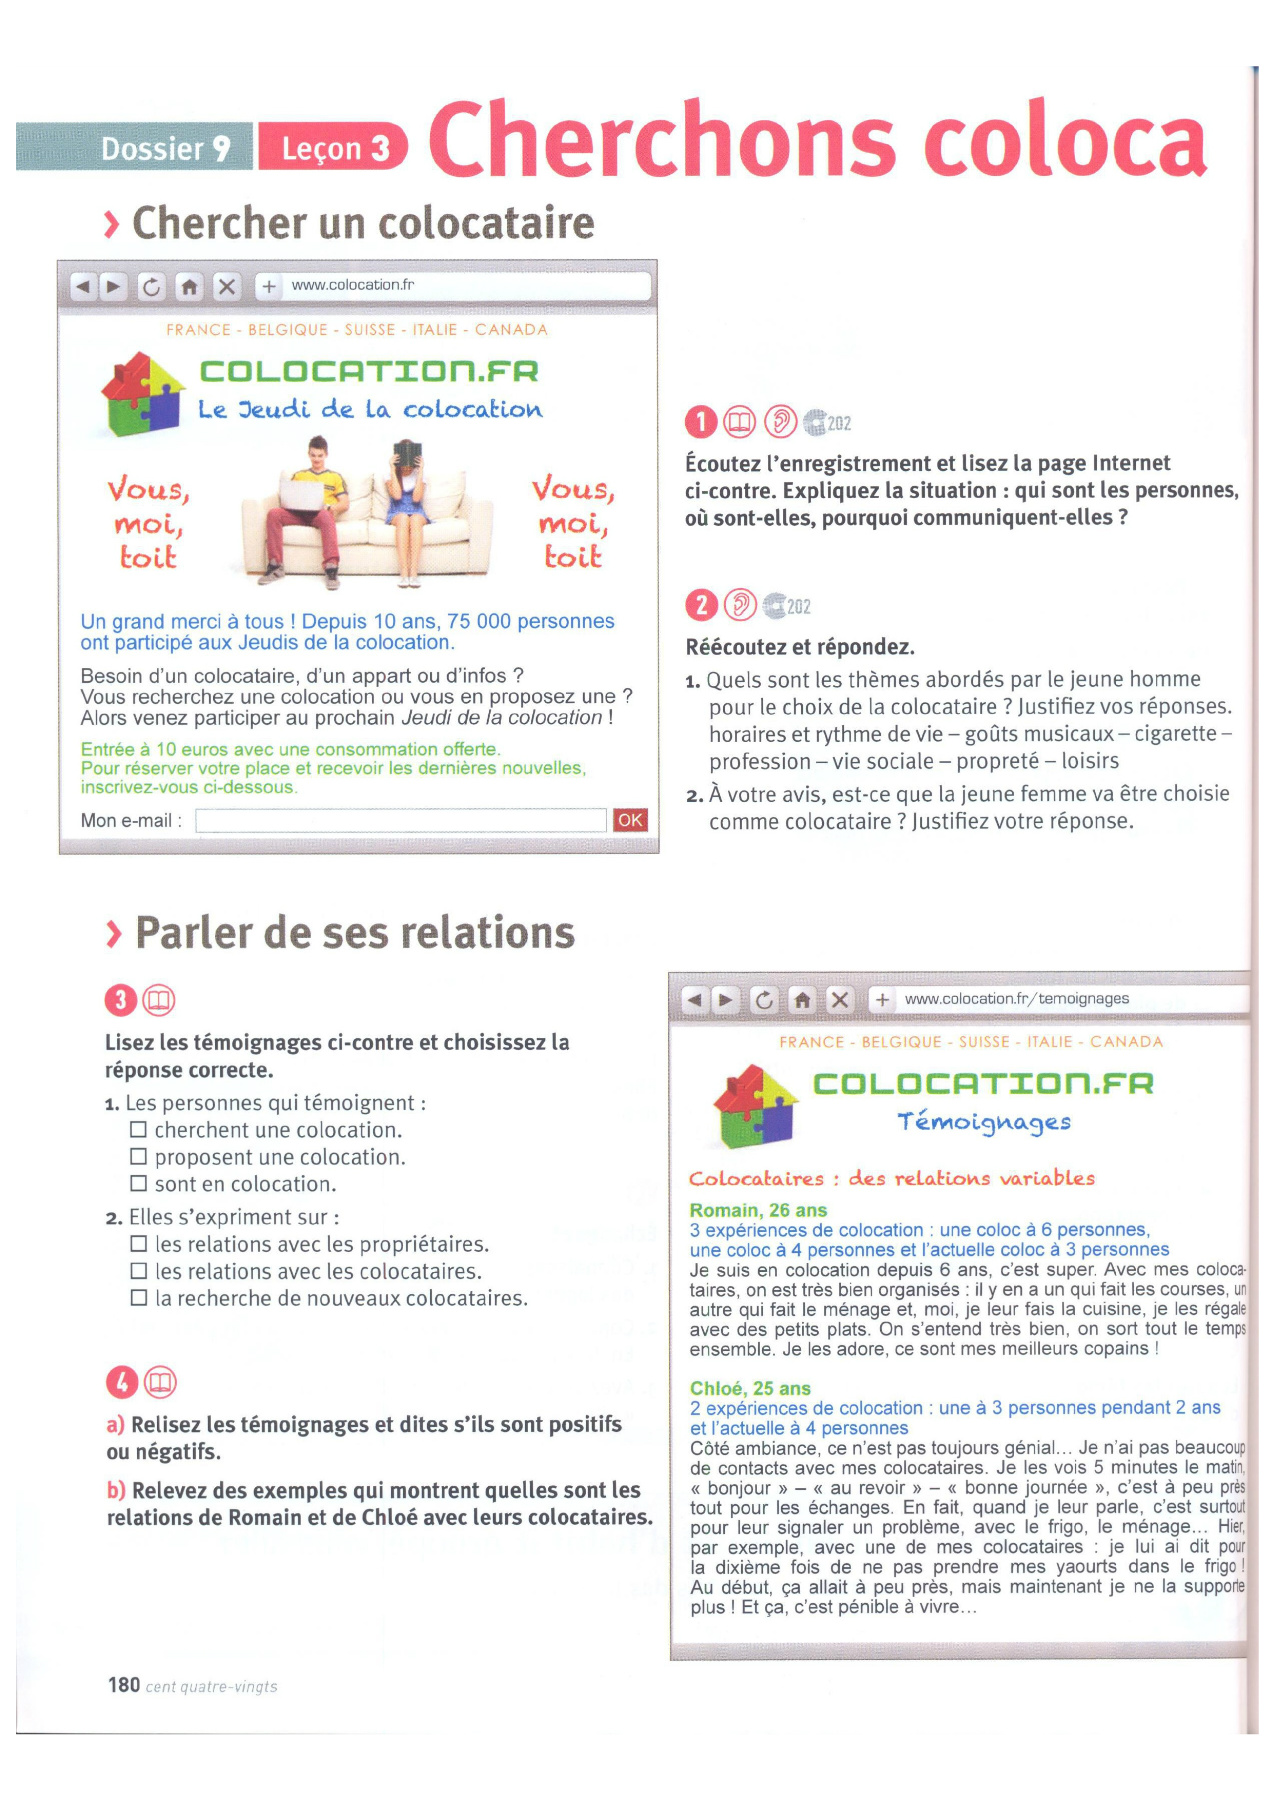 Dossier 9 Leçon 3 Cherchons coloca
› Chercher un colocataire
www.colocation.fr
FRANCE - BELGIQUE - SUISSE - ITALIE - CANADA
COLOCATION.FR
Le Jeudi de la colocation
Vous,
moi,
toit
Vous,
moi,
toit
Un grand merci à tous ! Depuis 10 ans, 75 000 personnes
ont participé aux Jeudis de la colocation.
Besoin d'un colocataire, d'un appart ou d'infos ?
Vous recherchez une colocation ou vous en proposez une ?
Alors venez participer au prochain Jeudi de la colocation !
Entrée à 10 euros avec une consommation offerte.
Pour réserver votre place et recevoir les dernières nouvelles,
inscrivez-vous ci-dessous.
Mon e-mail : OK
1 202
Écoutez l'enregistrement et lisez la page Internet
ci-contre. Expliquez la situation : qui sont les personnes,
où sont-elles, pourquoi communiquent-elles ?
2 202
Réécoutez et répondez.
1. Quels sont les thèmes abordés par le jeune homme
pour le choix de la colocataire ? Justifiez vos réponses.
horaires et rythme de vie – goûts musicaux – cigarette –
profession – vie sociale – propreté – loisirs
2. À votre avis, est-ce que la jeune femme va être choisie
comme colocataire ? Justifiez votre réponse.
› Parler de ses relations
3
Lisez les témoignages ci-contre et choisissez la
réponse correcte.
1. Les personnes qui témoignent :
☐ cherchent une colocation.
☐ proposent une colocation.
☐ sont en colocation.
2. Elles s'expriment sur :
☐ les relations avec les propriétaires.
☐ les relations avec les colocataires.
☐ la recherche de nouveaux colocataires.
4
a) Relisez les témoignages et dites s'ils sont positifs
ou négatifs.
b) Relevez des exemples qui montrent quelles sont les
relations de Romain et de Chloé avec leurs colocataires.
www.colocation.fr/temoignages
FRANCE - BELGIQUE - SUISSE - ITALIE - CANADA
COLOCATION.FR
Témoignages
Colocataires : des relations variables
Romain, 26 ans
3 expériences de colocation : une coloc à 6 personnes,
une coloc à 4 personnes et l'actuelle coloc à 3 personnes
Je suis en colocation depuis 6 ans, c'est super. Avec mes coloca-
taires, on est très bien organisés : il y en a un qui fait les courses, un
autre qui fait le ménage et, moi, je leur fais la cuisine, je les régale
avec des petits plats. On s'entend très bien, on sort tout le temps
ensemble. Je les adore, ce sont mes meilleurs copains !
Chloé, 25 ans
2 expériences de colocation : une à 3 personnes pendant 2 ans
et l'actuelle à 4 personnes
Côté ambiance, ce n'est pas toujours génial... Je n'ai pas beaucoup
de contacts avec mes colocataires. Je les vois 5 minutes le matin,
« bonjour » – « au revoir » – « bonne journée », c'est à peu près
tout pour les échanges. En fait, quand je leur parle, c'est surtout
pour leur signaler un problème, avec le frigo, le ménage... Hier,
par exemple, avec une de mes colocataires : je lui ai dit pour
la dixième fois de ne pas prendre mes yaourts dans le frigo !
Au début, ça allait à peu près, mais maintenant je ne la supporte
plus ! Et ça, c'est pénible à vivre...
180 cent quatre-vingts